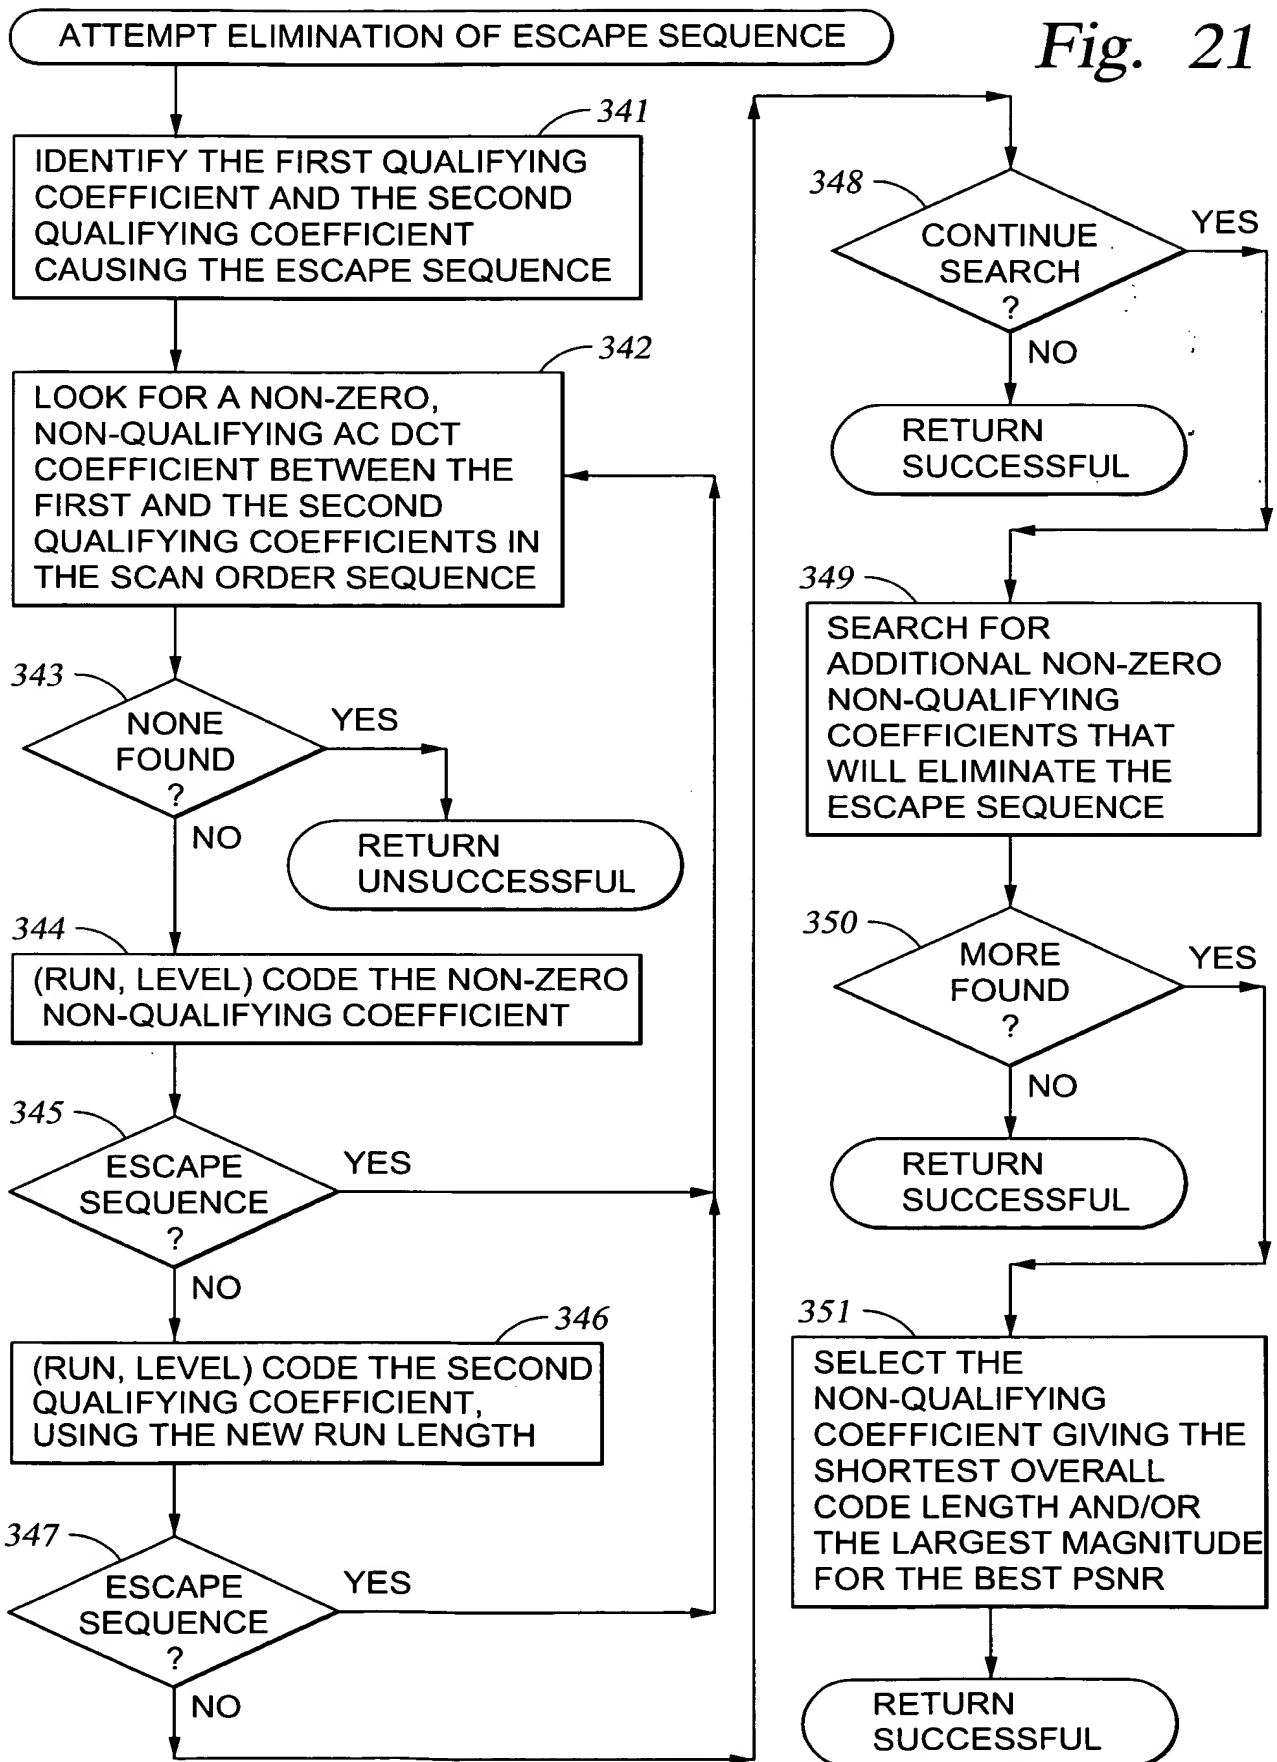 ATTEMPT ELIMINATION OF ESCAPE SEQUENCE
Fig. 21
341
IDENTIFY THE FIRST QUALIFYING
COEFFICIENT AND THE SECOND
QUALIFYING COEFFICIENT
CAUSING THE ESCAPE SEQUENCE
342
LOOK FOR A NON-ZERO,
NON-QUALIFYING AC DCT
COEFFICIENT BETWEEN THE
FIRST AND THE SECOND
QUALIFYING COEFFICIENTS IN
THE SCAN ORDER SEQUENCE
343
NONE
FOUND
?
YES
NO
RETURN
UNSUCCESSFUL
344
(RUN, LEVEL) CODE THE NON-ZERO
NON-QUALIFYING COEFFICIENT
345
ESCAPE
SEQUENCE
?
YES
NO
346
(RUN, LEVEL) CODE THE SECOND
QUALIFYING COEFFICIENT,
USING THE NEW RUN LENGTH
347
ESCAPE
SEQUENCE
?
YES
NO
348
CONTINUE
SEARCH
?
YES
NO
RETURN
SUCCESSFUL
349
SEARCH FOR
ADDITIONAL NON-ZERO
NON-QUALIFYING
COEFFICIENTS THAT
WILL ELIMINATE THE
ESCAPE SEQUENCE
350
MORE
FOUND
?
YES
NO
RETURN
SUCCESSFUL
351
SELECT THE
NON-QUALIFYING
COEFFICIENT GIVING THE
SHORTEST OVERALL
CODE LENGTH AND/OR
THE LARGEST MAGNITUDE
FOR THE BEST PSNR
RETURN
SUCCESSFUL